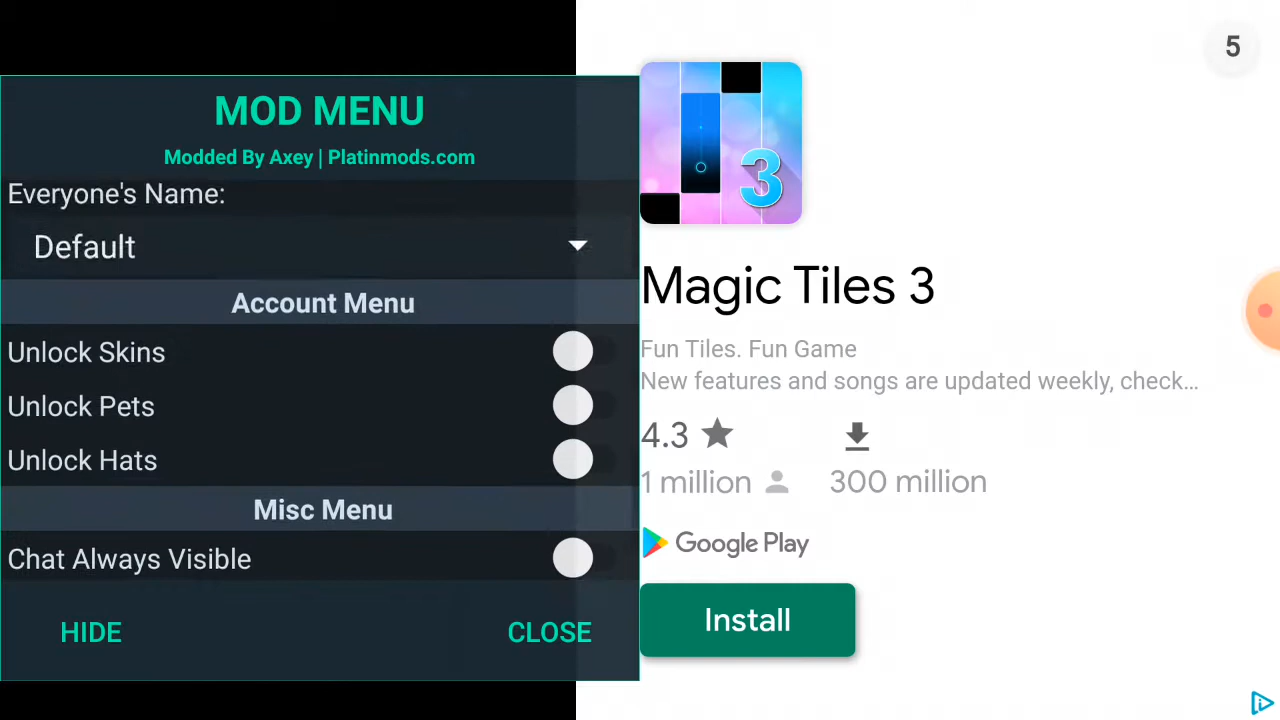 MOD MENU
Modded By Axey | Platinmods.com
Everyone's Name:
Default
Account Menu
Unlock Skins
Unlock Pets
Unlock Hats
Misc Menu
Chat Always Visible
HIDE
CLOSE
5
3
Magic Tiles 3
Fun Tiles. Fun Game
New features and songs are updated weekly, check...
4.3
1 million
300 million
Google Play
Install